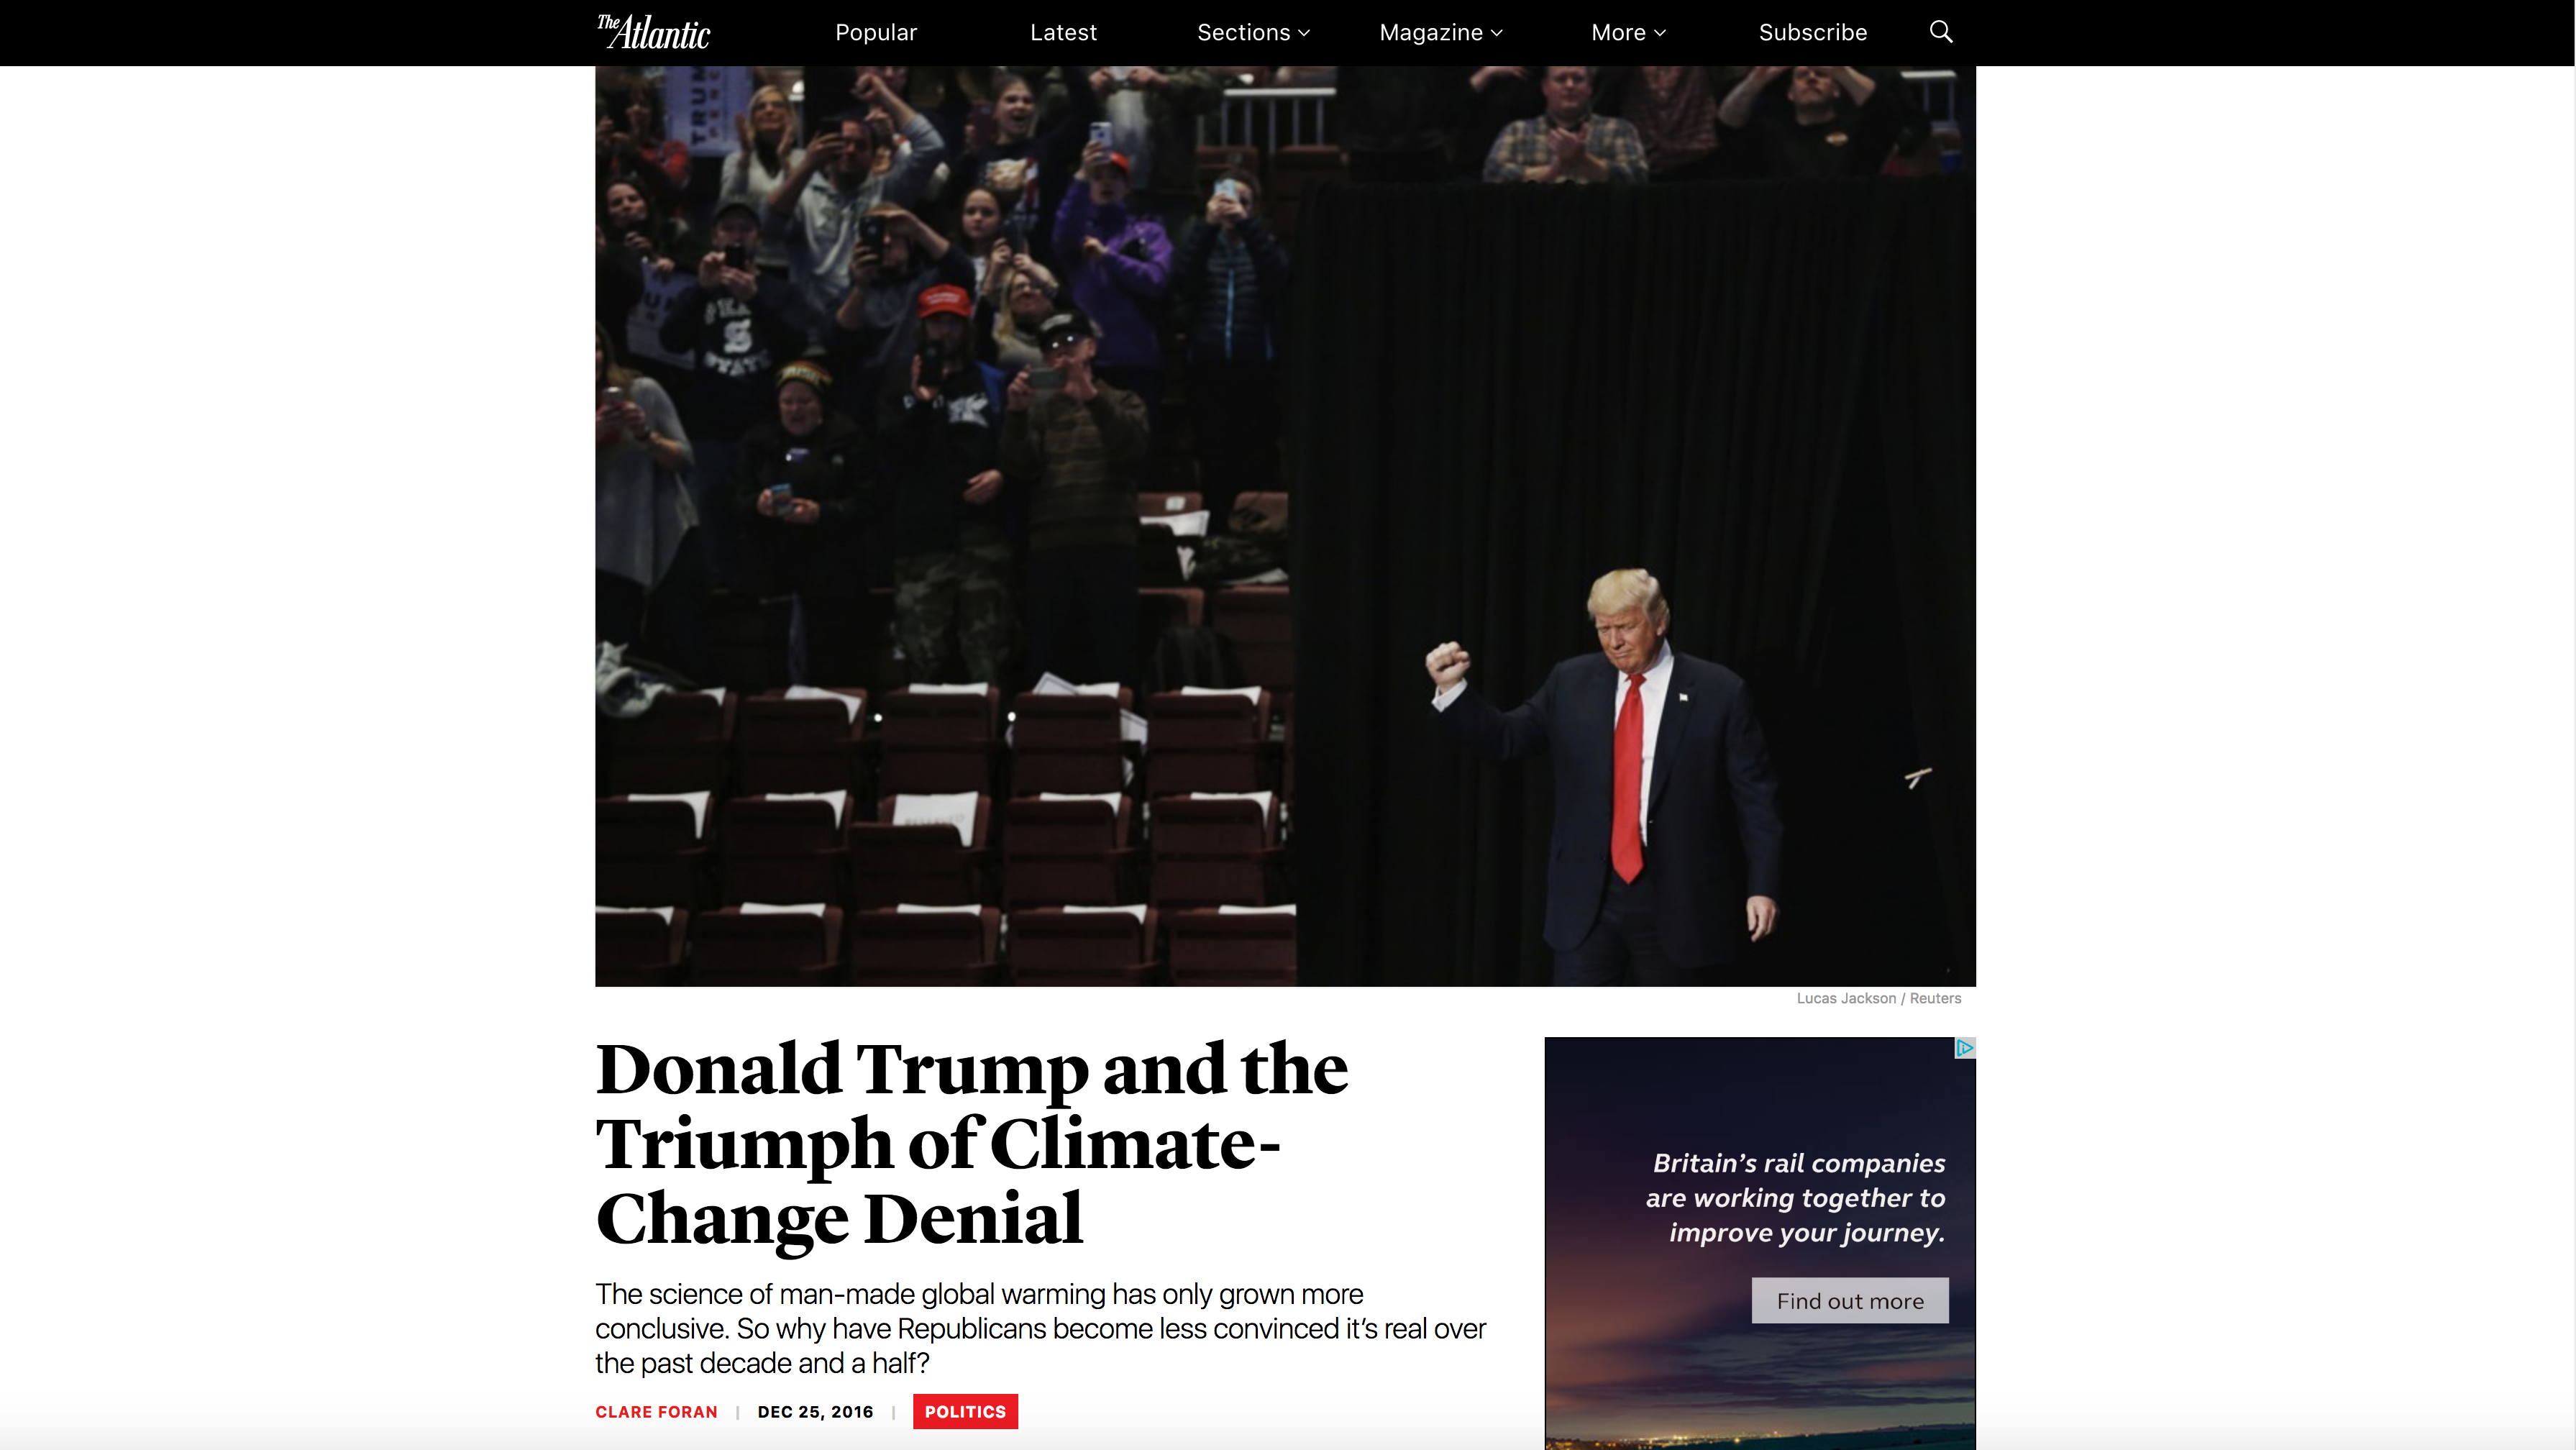 The Atlantic
Popular
Latest
Sections
Magazine
More
Subscribe
TRUM
PENN
STATE
Lucas Jackson / Reuters
Donald Trump and the
Triumph of Climate-
Change Denial
The science of man-made global warming has only grown more
conclusive. So why have Republicans become less convinced it's real over
the past decade and a half?
CLARE FORAN | DEC 25, 2016 | POLITICS
Britain's rail companies
are working together to
improve your journey.
Find out more